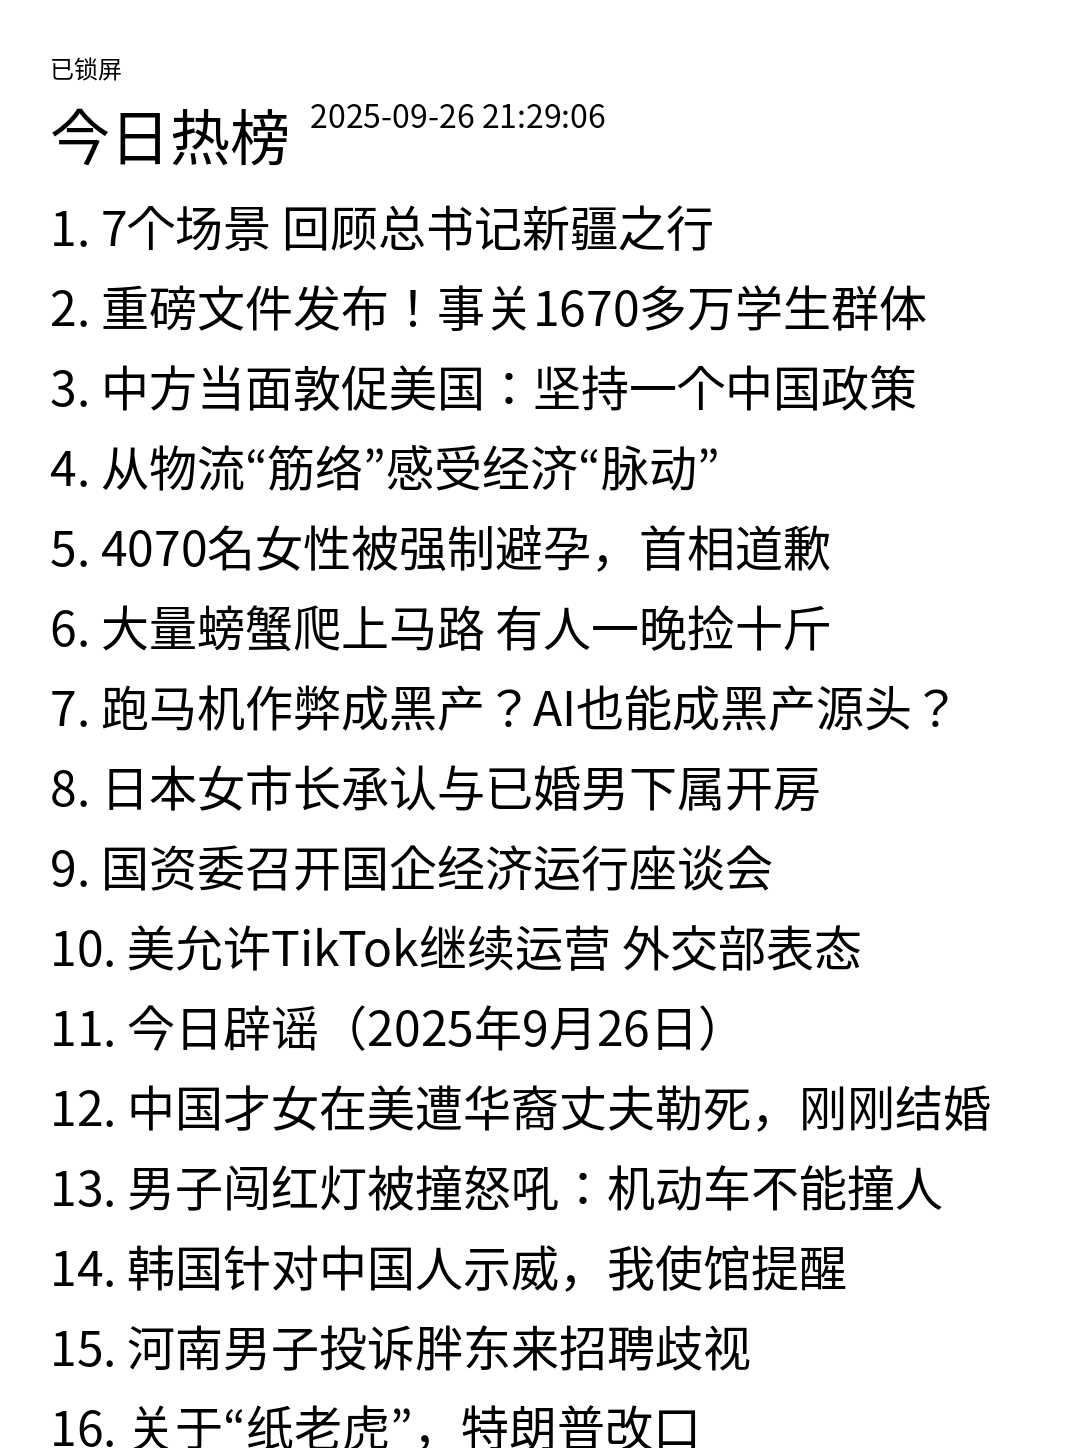 已锁屏
今日热榜 2025-09-26 21:29:06
1. 7个场景 回顾总书记新疆之行
2. 重磅文件发布！事关1670多万学生群体
3. 中方当面敦促美国：坚持一个中国政策
4. 从物流“筋络”感受经济“脉动”
5. 4070名女性被强制避孕，首相道歉
6. 大量螃蟹爬上马路 有人一晚捡十斤
7. 跑马机作弊成黑产？AI也能成黑产源头？
8. 日本女市长承认与已婚男下属开房
9. 国资委召开国企经济运行座谈会
10. 美允许TikTok继续运营 外交部表态
11. 今日辟谣（2025年9月26日）
12. 中国才女在美遭华裔丈夫勒死，刚刚结婚
13. 男子闯红灯被撞怒吼：机动车不能撞人
14. 韩国针对中国人示威，我使馆提醒
15. 河南男子投诉胖东来招聘歧视
16. 关于“纸老虎”，特朗普改口